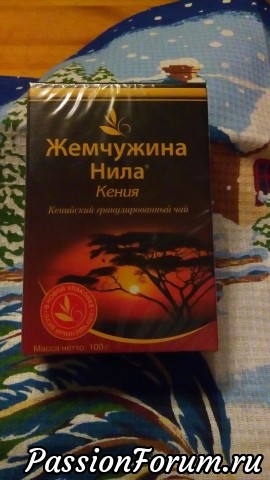 Жемчужина
Нила®
Кения
Кенийский гранулированный чай
Масса нетто 100 г
PassionForum.ru